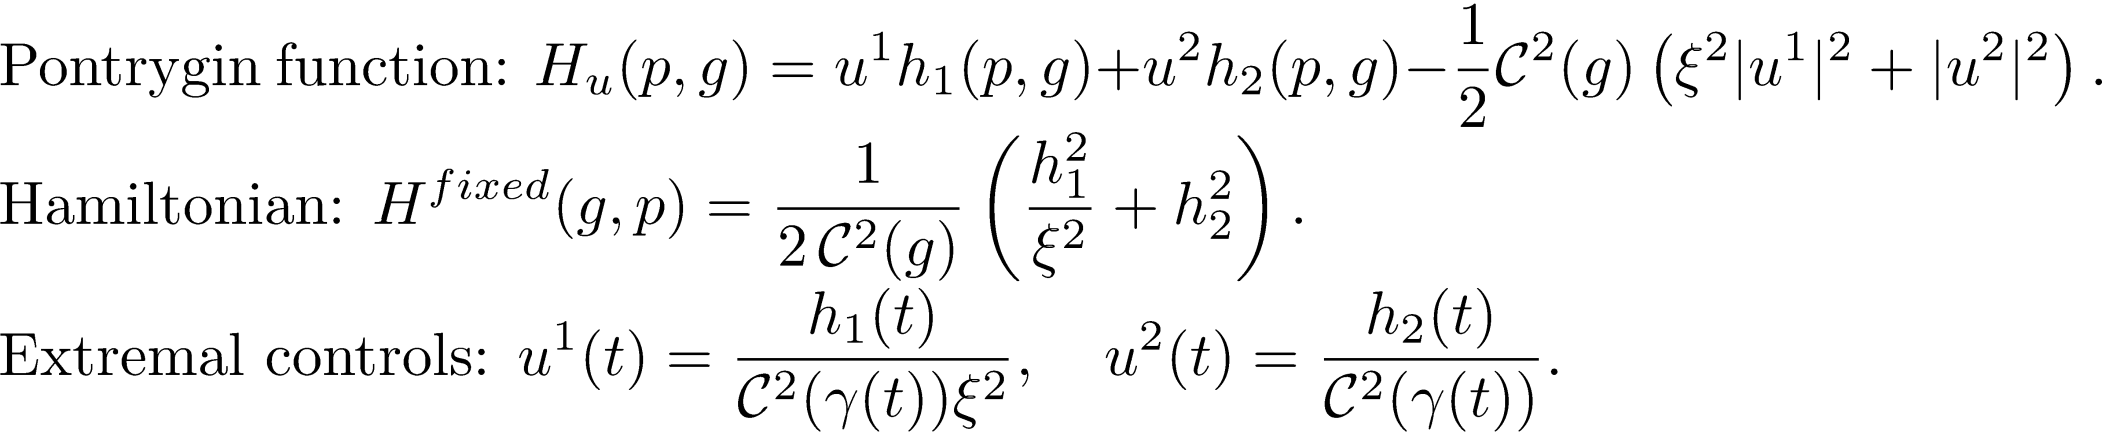 Pontrygin function: $H_u(p,g) = u^1 h_1(p,g) + u^2 h_2(p,g) - \frac{1}{2}\mathcal{C}^2(g)\left(\xi^2|u^1|^2 + |u^2|^2\right).$
Hamiltonian: $H^{fixed}(g,p) = \frac{1}{2\,\mathcal{C}^2(g)}\left(\frac{h_1^2}{\xi^2} + h_2^2\right).$
Extremal controls: $u^1(t) = \frac{h_1(t)}{\mathcal{C}^2(\gamma(t))\xi^2}, \quad u^2(t) = \frac{h_2(t)}{\mathcal{C}^2(\gamma(t))}.$